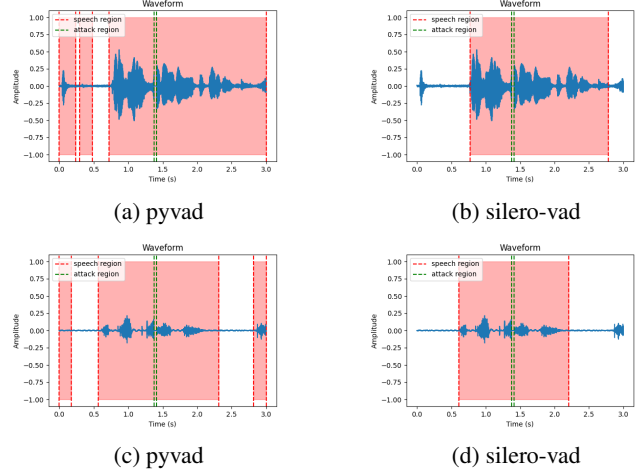 Waveform
speech region
attack region
1.00
0.75
0.50
0.25
0.00
−0.25
−0.50
−0.75
−1.00
Amplitude
0.0 0.5 1.0 1.5 2.0 2.5 3.0
Time (s)
(a) pyvad
Waveform
speech region
attack region
1.00
0.75
0.50
0.25
0.00
−0.25
−0.50
−0.75
−1.00
Amplitude
0.0 0.5 1.0 1.5 2.0 2.5 3.0
Time (s)
(b) silero-vad
Waveform
speech region
attack region
1.00
0.75
0.50
0.25
0.00
−0.25
−0.50
−0.75
−1.00
Amplitude
0.0 0.5 1.0 1.5 2.0 2.5 3.0
Time (s)
(c) pyvad
Waveform
speech region
attack region
1.00
0.75
0.50
0.25
0.00
−0.25
−0.50
−0.75
−1.00
Amplitude
0.0 0.5 1.0 1.5 2.0 2.5 3.0
Time (s)
(d) silero-vad